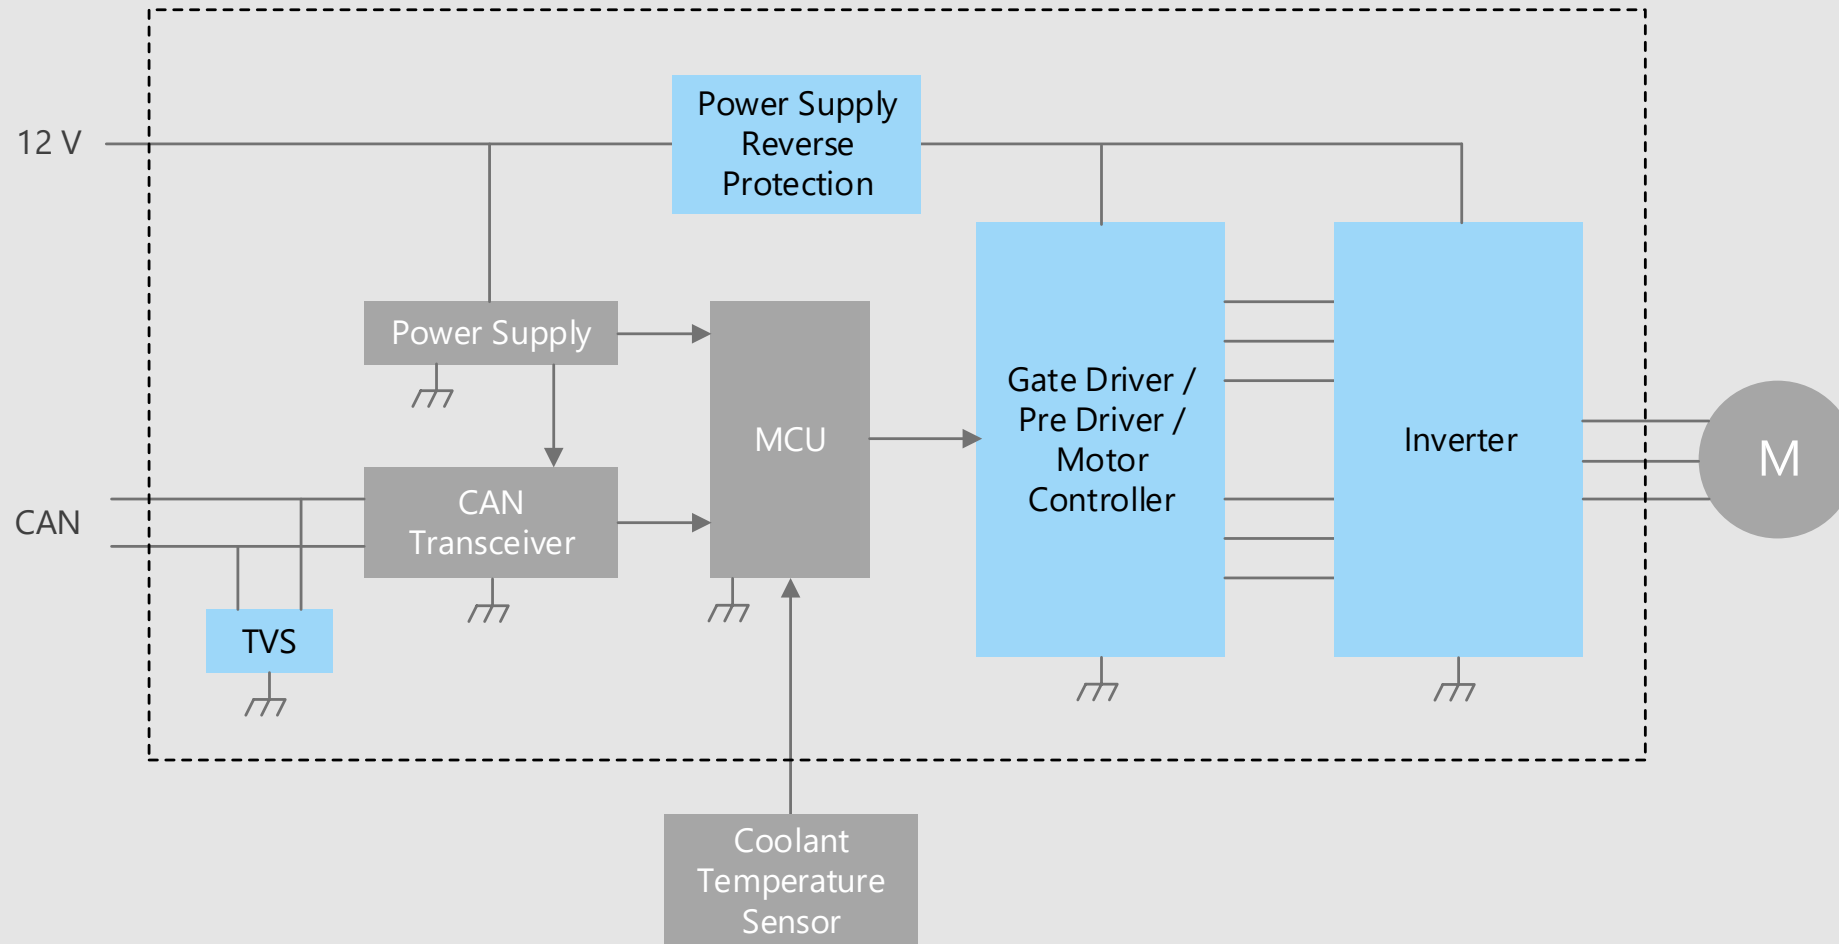 12 V
Power Supply
Reverse
Protection
Power Supply
MCU
Gate Driver /
Pre Driver /
Motor
Controller
Inverter
M
CAN
CAN
Transceiver
TVS
Coolant
Temperature
Sensor